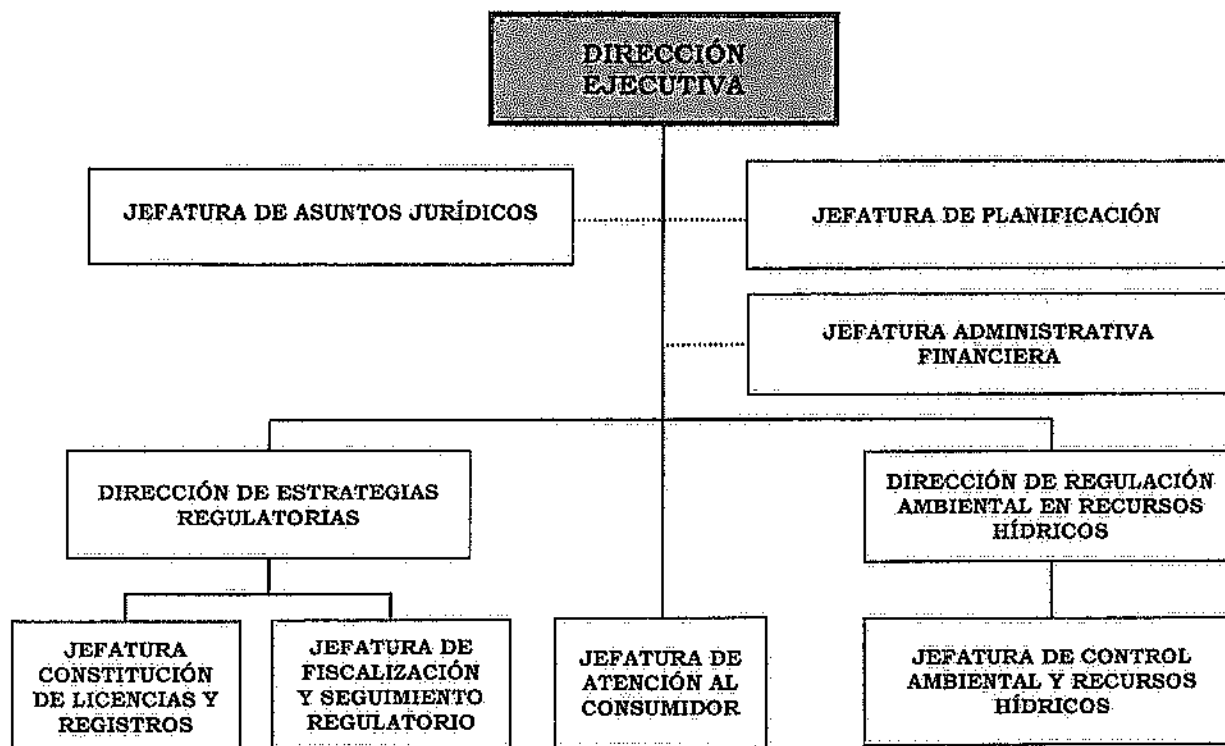 DIRECCIÓN
EJECUTIVA
JEFATURA DE ASUNTOS JURÍDICOS
JEFATURA DE PLANIFICACIÓN
JEFATURA ADMINISTRATIVA
FINANCIERA
DIRECCIÓN DE ESTRATEGIAS
REGULATORIAS
DIRECCIÓN DE REGULACIÓN
AMBIENTAL EN RECURSOS
HÍDRICOS
JEFATURA
CONSTITUCIÓN
DE LICENCIAS Y
REGISTROS
JEFATURA DE
FISCALIZACIÓN
Y SEGUIMIENTO
REGULATORIO
JEFATURA DE
ATENCIÓN AL
CONSUMIDOR
JEFATURA DE CONTROL
AMBIENTAL Y RECURSOS
HÍDRICOS